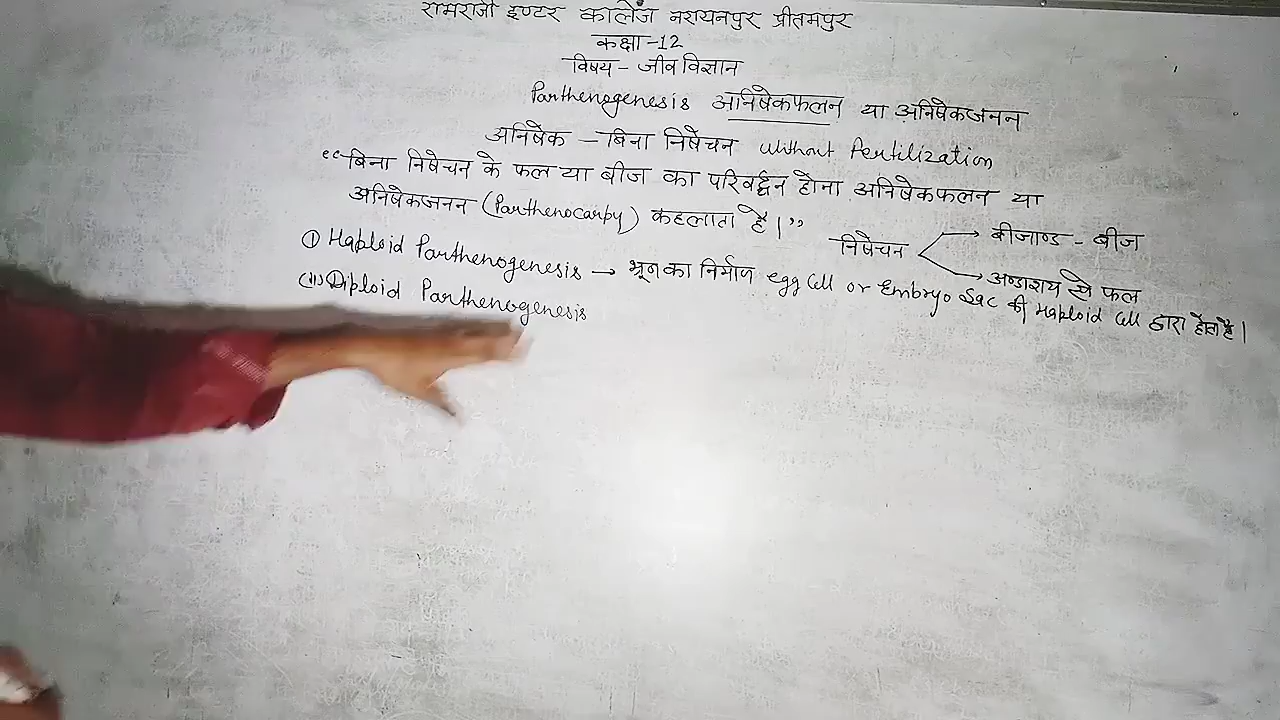 रामराजी इण्टर कालेज नरायनपुर प्रीतमपुर
कक्षा-12
विषय - जीव विज्ञान
Parthenogenesis अनिषेकफलन या अनिषेकजनन
अनिषेक - बिना निषेचन without Fertilization
"बिना निषेचन के फल या बीज का परिवर्द्धन होना अनिषेकफलन या
अनिषेकजनन (Parthenocarpy) कहलाता है।"
निषेचन → बीजाण्ड - बीज
→ अण्डाशय से फल
(i) Haploid Parthenogenesis → भ्रूण का निर्माण egg Cell or Embryo Sac की Haploid Cell द्वारा होता है।
(ii) Diploid Parthenogenesis